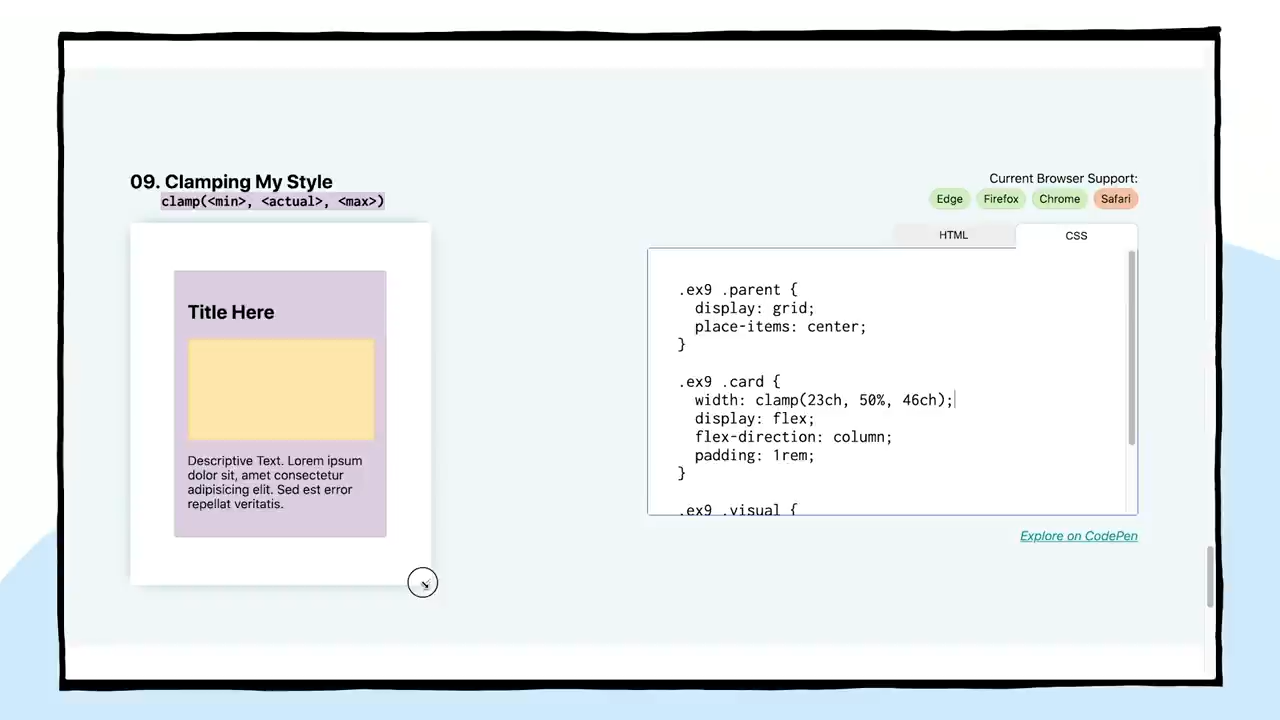 09. Clamping My Style
clamp(<min>, <actual>, <max>)
Title Here
Descriptive Text. Lorem ipsum
dolor sit, amet consectetur
adipisicing elit. Sed est error
repellat veritatis.
Current Browser Support:
Edge Firefox Chrome Safari
HTML CSS
.ex9 .parent {
  display: grid;
  place-items: center;
}
.ex9 .card {
  width: clamp(23ch, 50%, 46ch);
  display: flex;
  flex-direction: column;
  padding: 1rem;
}
.ex9 .visual {
Explore on CodePen